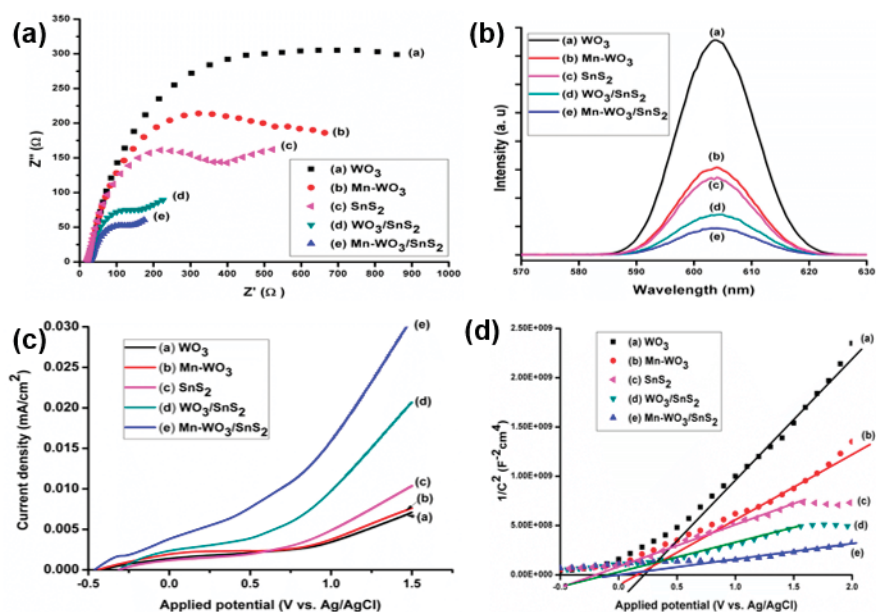 (a)
Z'' (Ω)
350
300
250
200
150
100
50
0
0 100 200 300 400 500 600 700 800 900 1000
Z' (Ω)
(a)
(b)
(c)
(d)
(e)
(a) WO₃
(b) Mn-WO₃
(c) SnS₂
(d) WO₃/SnS₂
(e) Mn-WO₃/SnS₂
(b)
Intensity (a. u)
(a) WO₃
(b) Mn-WO₃
(c) SnS₂
(d) WO₃/SnS₂
(e) Mn-WO₃/SnS₂
(a)
(b)
(c)
(d)
(e)
570 580 590 600 610 620 630
Wavelength (nm)
(c)
Current density (mA/cm²)
0.030
0.025
0.020
0.015
0.010
0.005
0.000
(a) WO₃
(b) Mn-WO₃
(c) SnS₂
(d) WO₃/SnS₂
(e) Mn-WO₃/SnS₂
(e)
(d)
(c)
(b)
(a)
-0.5 0.0 0.5 1.0 1.5
Applied potential (V vs. Ag/AgCl)
(d)
1/C² (F⁻²cm⁴)
2.50E+009
2.00E+009
1.50E+009
1.00E+009
5.00E+008
0.00E+000
(a) WO₃
(b) Mn-WO₃
(c) SnS₂
(d) WO₃/SnS₂
(e) Mn-WO₃/SnS₂
(a)
(b)
(c)
(d)
(e)
-0.5 0.0 0.5 1.0 1.5 2.0
Applied potential (V vs. Ag/AgCl)